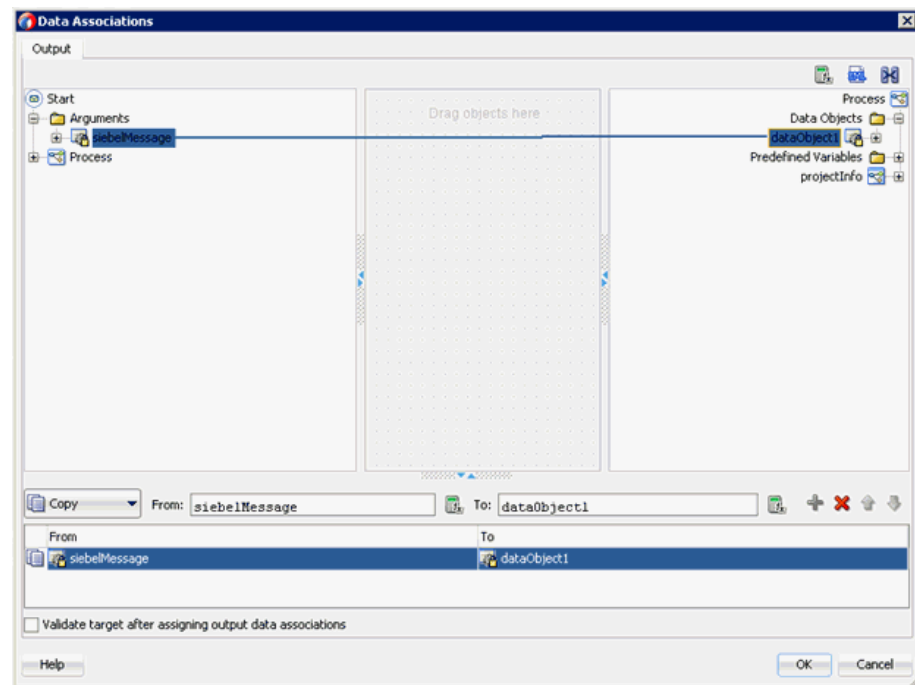 Data Associations
Output
Start
Process
Arguments
Data Objects
Drag objects here
siebelMessage
dataObject1
Process
Predefined Variables
projectInfo
Copy From: siebelMessage To: dataObject1
From To
siebelMessage dataObject1
Validate target after assigning output data associations
Help OK Cancel